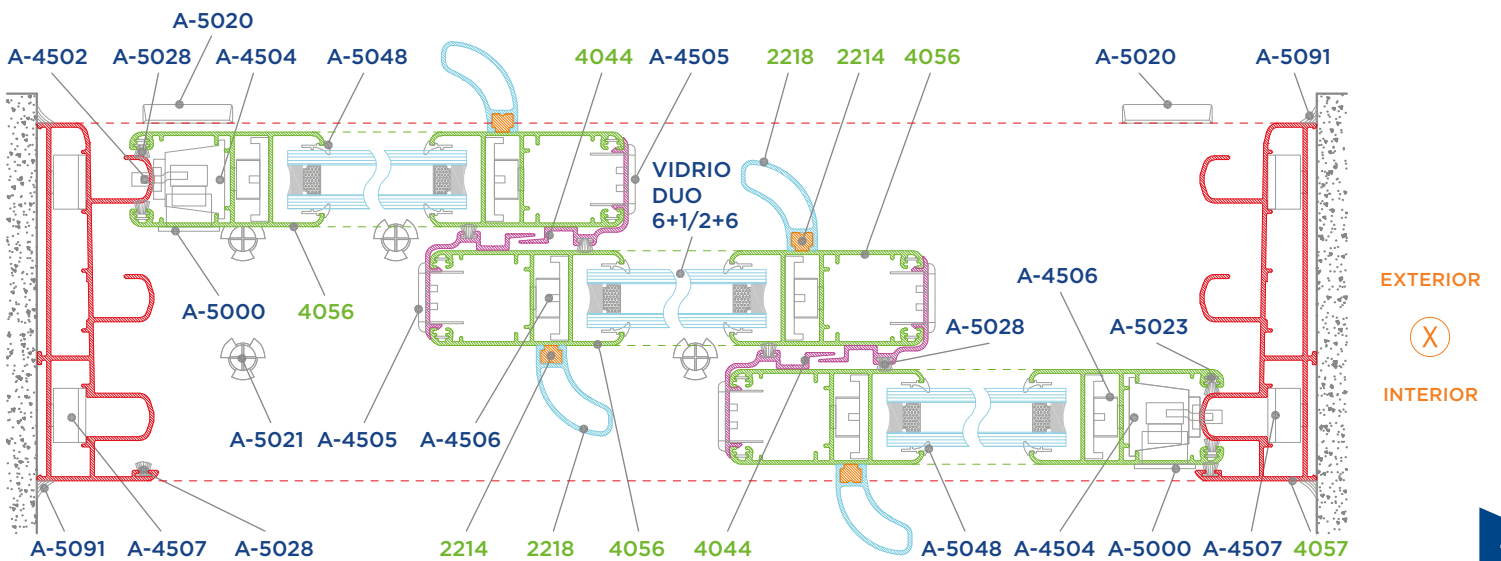 A-5020
A-4502 A-5028 A-4504 A-5048 4044 A-4505 2218 2214 4056 A-5020 A-5091
VIDRIO
DUO
6+1/2+6
A-4506
EXTERIOR
A-5000 4056 A-5028 A-5023
X
INTERIOR
A-5021 A-4505 A-4506
A-5091 A-4507 A-5028 2214 2218 4056 4044 A-5048 A-4504 A-5000 A-4507 4057